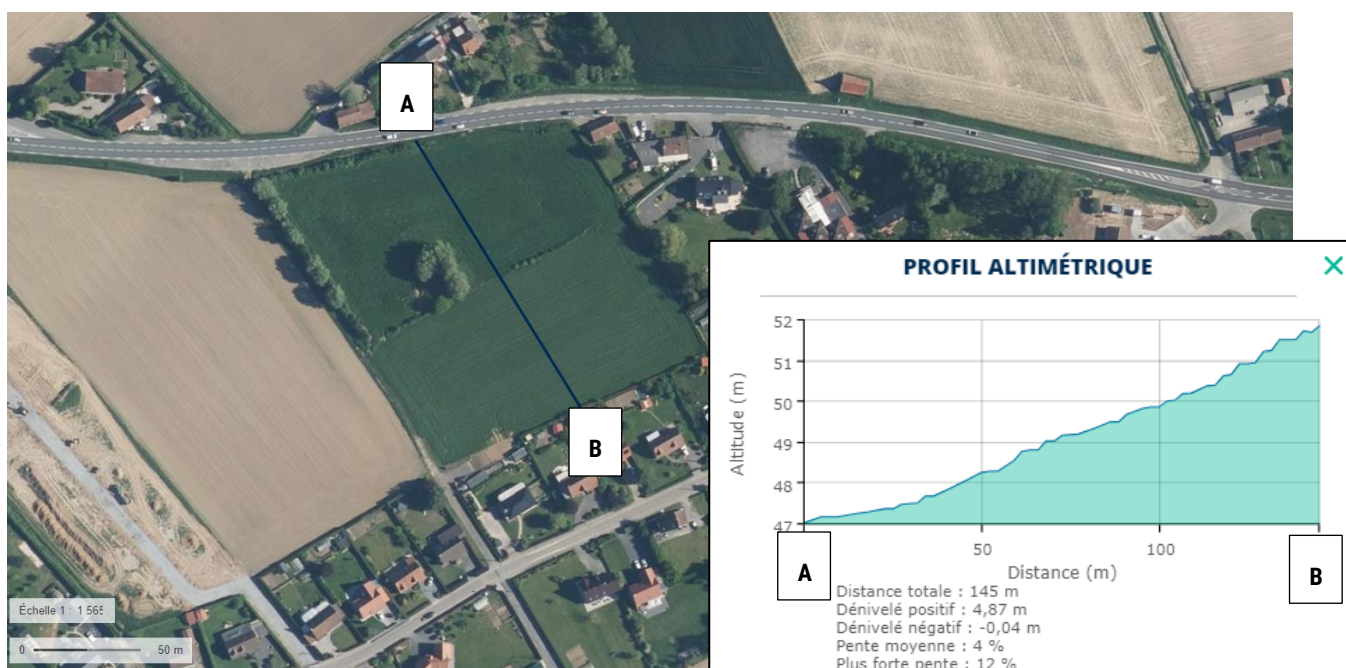 A
B
Échelle 1 : 1 565
0 50 m
PROFIL ALTIMÉTRIQUE
Altitude (m)
52
51
50
49
48
47
50 100
Distance (m)
A
B
Distance totale : 145 m
Dénivelé positif : 4,87 m
Dénivelé négatif : -0,04 m
Pente moyenne : 4 %
Plus forte pente : 12 %